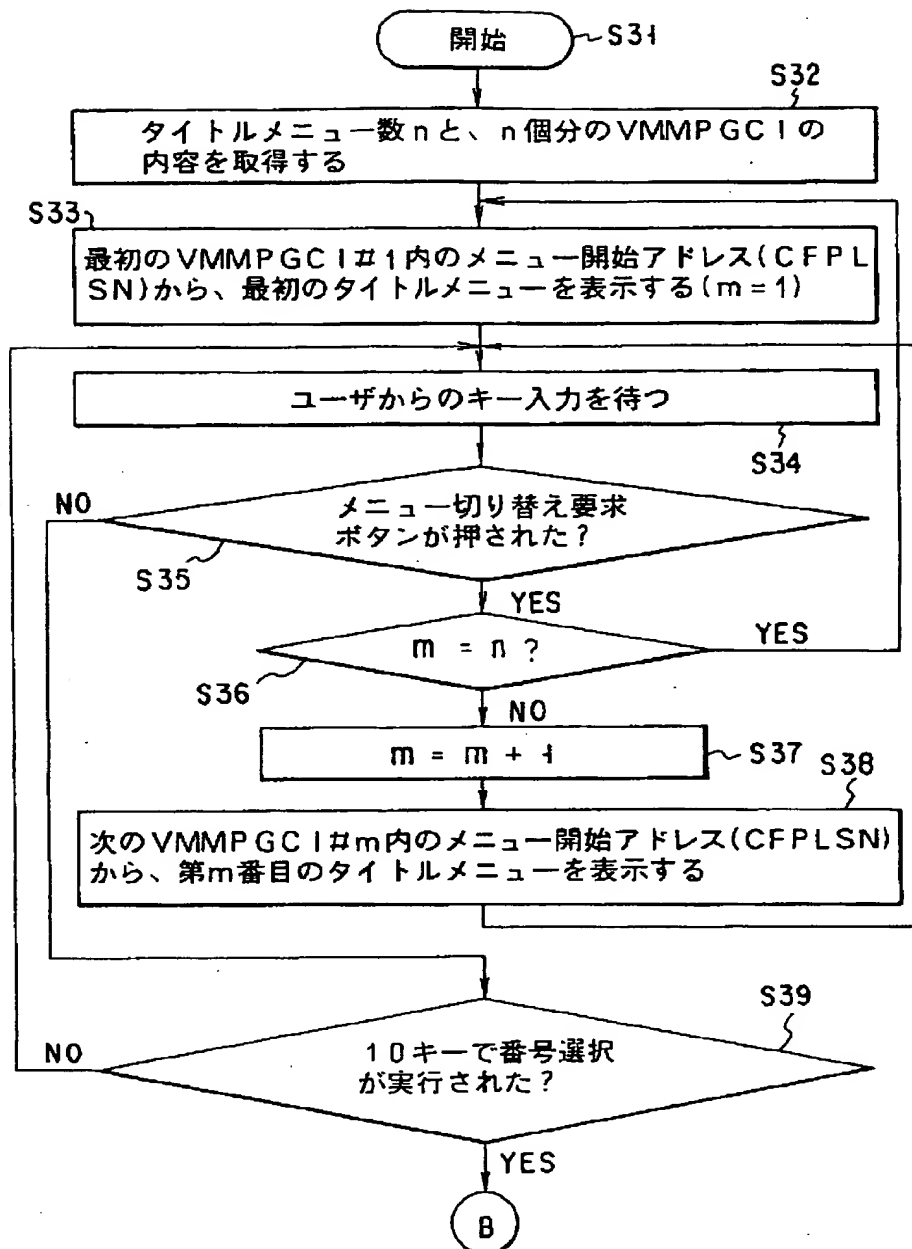 開始
S31
S32
タイトルメニュー数nと、n個分のVMMPGCIの
内容を取得する
S33
最初のVMMPGCI#1内のメニュー開始アドレス(CFPL
SN)から、最初のタイトルメニューを表示する(m=1)
ユーザからのキー入力を待つ
S34
NO
メニュー切り替え要求
ボタンが押された?
S35
YES
m = n ?
YES
S36
NO
m = m + 1
S37
S38
次のVMMPGCI#m内のメニュー開始アドレス(CFPLSN)
から、第m番目のタイトルメニューを表示する
S39
NO
10キーで番号選択
が実行された?
YES
B